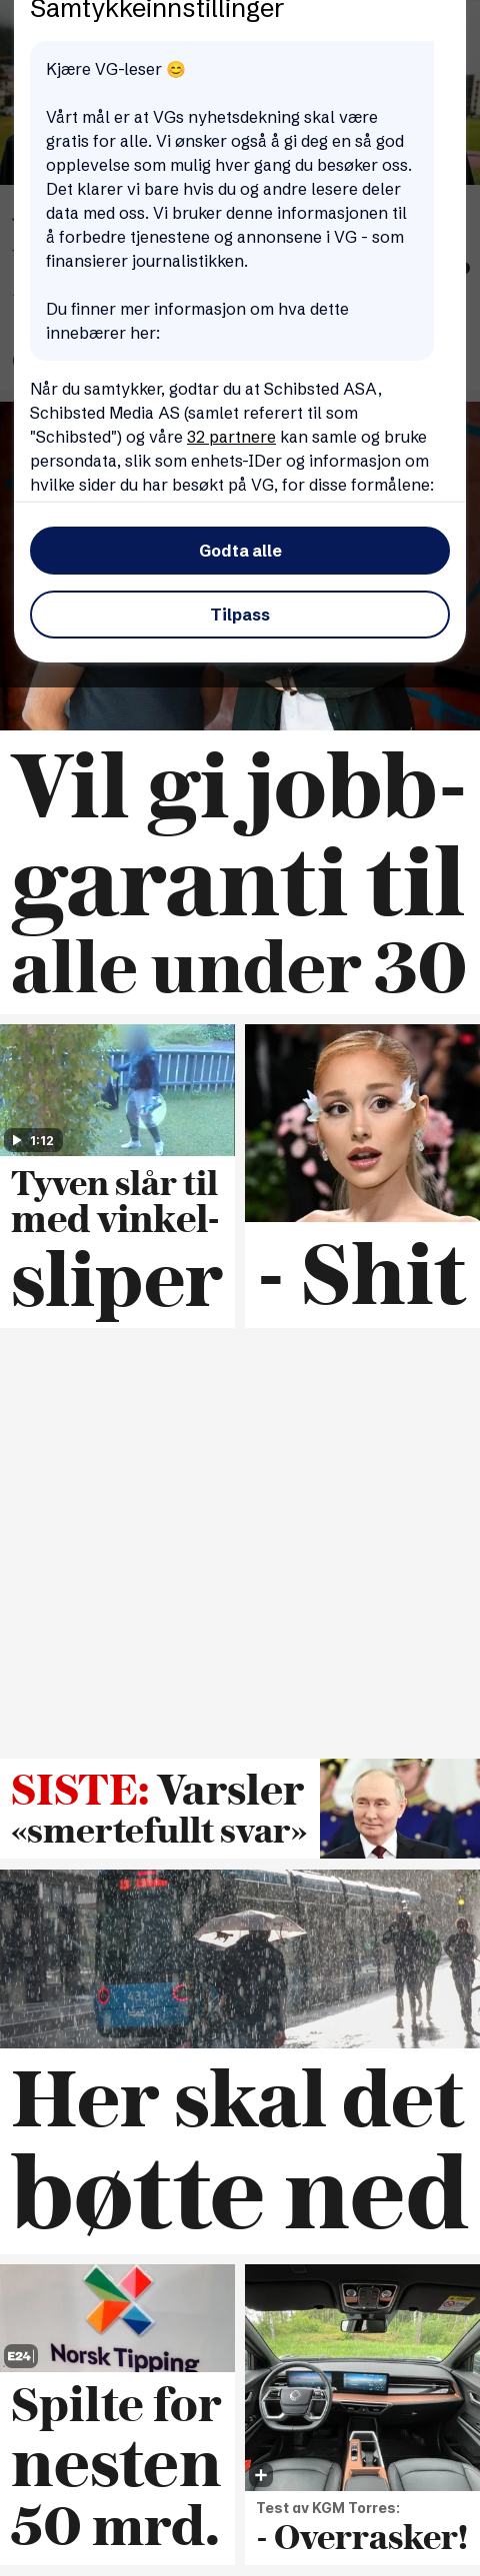 Samtykkeinnstillinger
Kjære VG-leser 😊
Vårt mål er at VGs nyhetsdekning skal være
gratis for alle. Vi ønsker også å gi deg en så god
opplevelse som mulig hver gang du besøker oss.
Det klarer vi bare hvis du og andre lesere deler
data med oss. Vi bruker denne informasjonen til
å forbedre tjenestene og annonsene i VG - som
finansierer journalistikken.
Du finner mer informasjon om hva dette
innebærer her:
Når du samtykker, godtar du at Schibsted ASA,
Schibsted Media AS (samlet referert til som
"Schibsted") og våre 32 partnere kan samle og bruke
persondata, slik som enhets-IDer og informasjon om
hvilke sider du har besøkt på VG, for disse formålene:
Godta alle
Tilpass
Vil gi jobb-
garanti til
alle under 30
1:12
Tyven slår til
med vinkel-
sliper
- Shit
SISTE: Varsler
«smertefullt svar»
Her skal det
bøtte ned
Norsk Tipping
E24
Spilte for
nesten
50 mrd.
+
Test av KGM Torres:
- Overrasker!